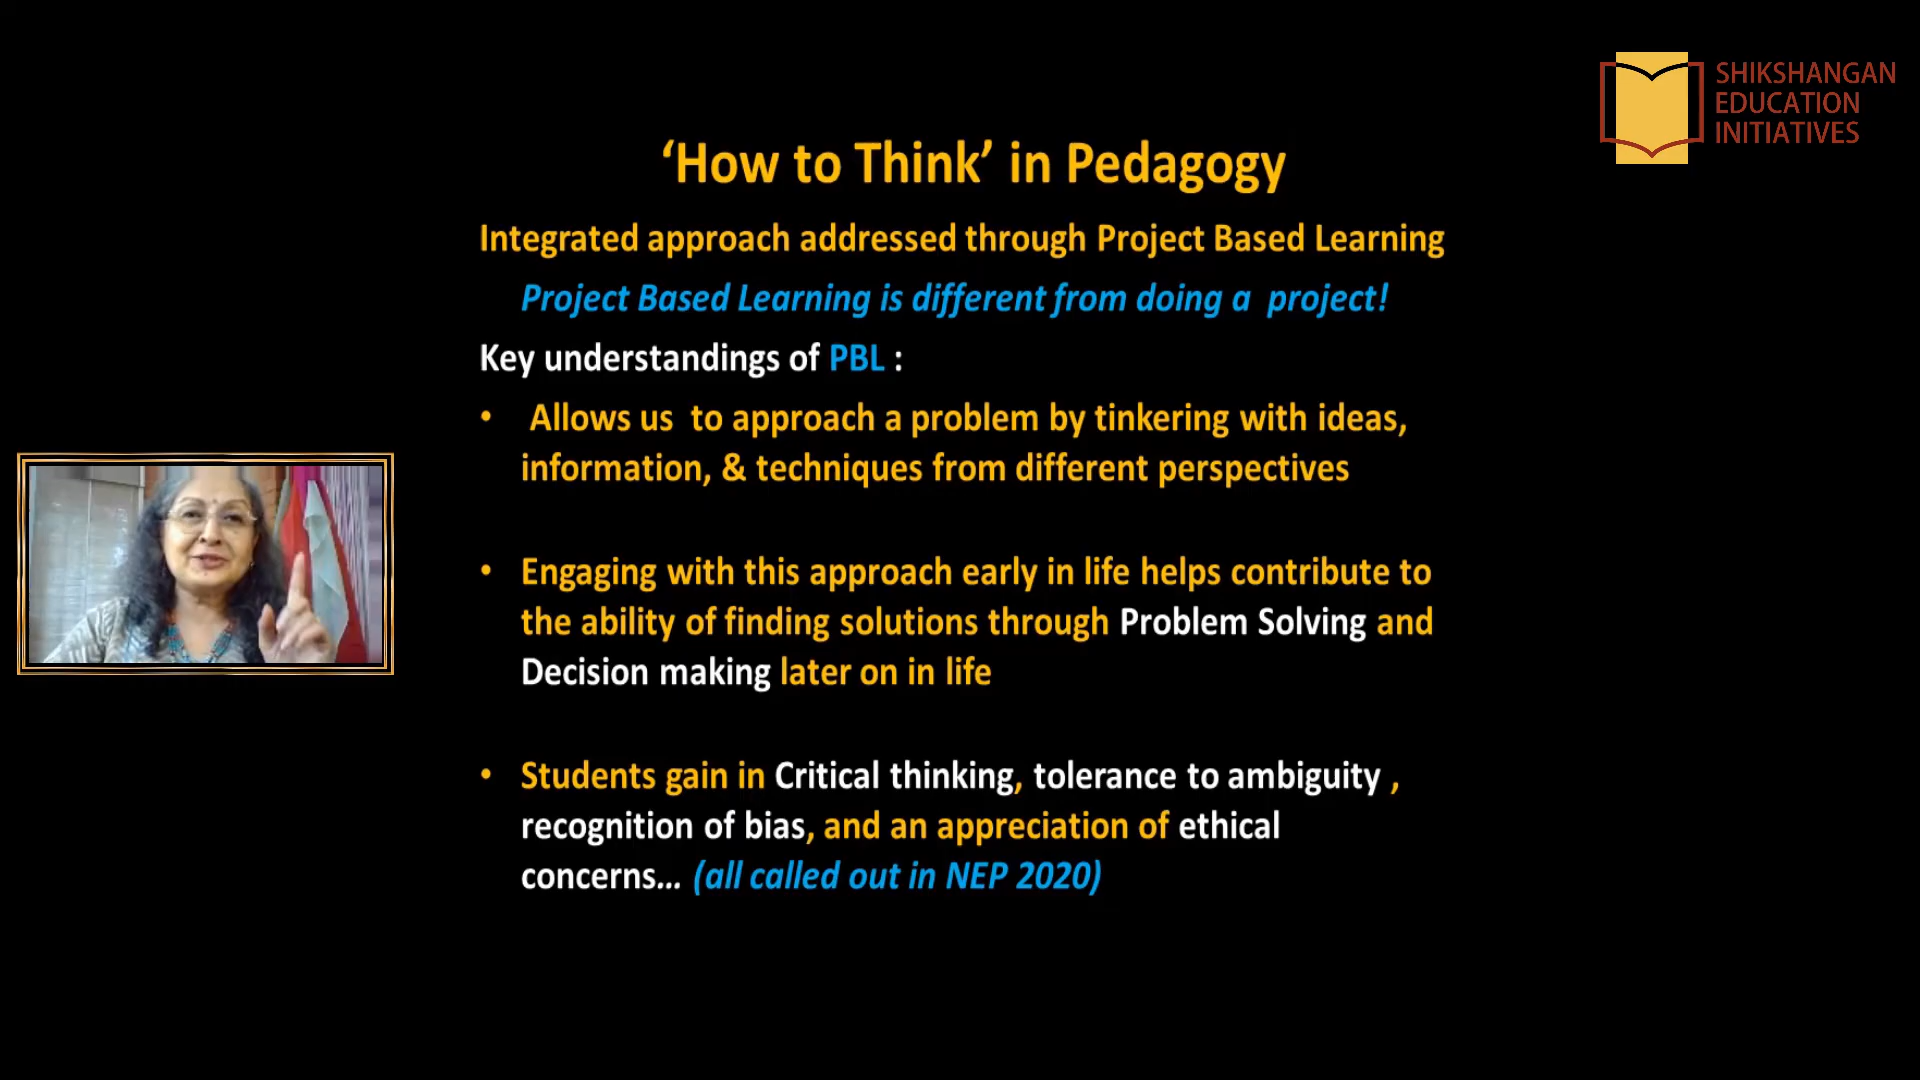 SHIKSHANGAN
EDUCATION
INITIATIVES
‘How to Think’ in Pedagogy
Integrated approach addressed through Project Based Learning
Project Based Learning is different from doing a  project!
Key understandings of PBL :
•  Allows us  to approach a problem by tinkering with ideas,
information, & techniques from different perspectives
• Engaging with this approach early in life helps contribute to
the ability of finding solutions through Problem Solving and
Decision making later on in life
• Students gain in Critical thinking, tolerance to ambiguity ,
recognition of bias, and an appreciation of ethical
concerns... (all called out in NEP 2020)